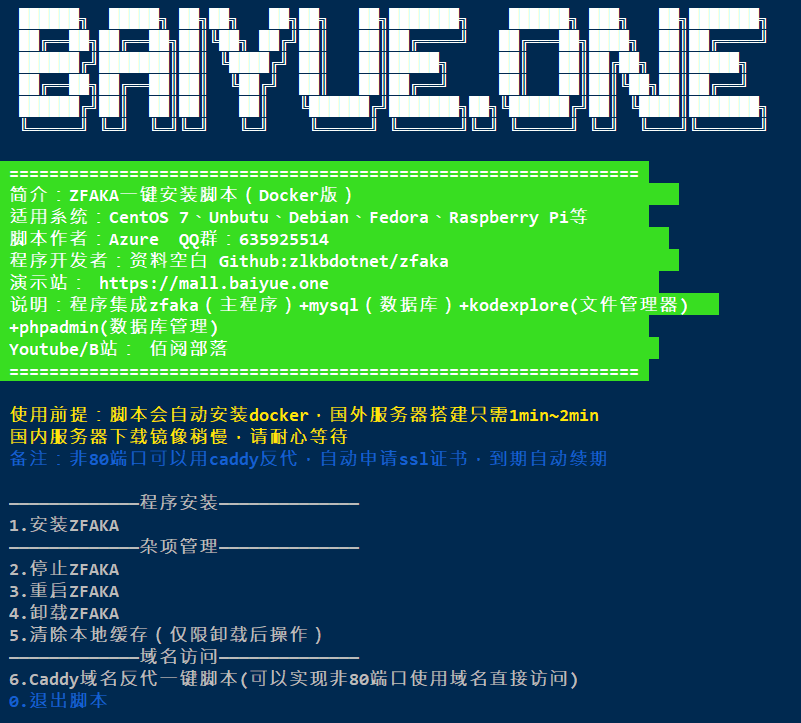 BAIYUE.ONE
=============================================================
简介：ZFAKA一键安装脚本（Docker版）
适用系统：CentOS 7、Unbutu、Debian、Fedora、Raspberry Pi等
脚本作者：Azure  QQ群：635925514
程序开发者：资料空白 Github:zlkbdotnet/zfaka
演示站： https://mall.baiyue.one
说明：程序集成zfaka（主程序）+mysql（数据库）+kodexplore(文件管理器)
+phpadmin(数据库管理)
Youtube/B站： 佰阅部落
=============================================================
使用前提：脚本会自动安装docker，国外服务器搭建只需1min~2min
国内服务器下载镜像稍慢，请耐心等待
备注：非80端口可以用caddy反代，自动申请ssl证书，到期自动续期
—————————————程序安装——————————————
1.安装ZFAKA
—————————————杂项管理——————————————
2.停止ZFAKA
3.重启ZFAKA
4.卸载ZFAKA
5.清除本地缓存（仅限卸载后操作）
—————————————域名访问——————————————
6.Caddy域名反代一键脚本(可以实现非80端口使用域名直接访问)
0.退出脚本